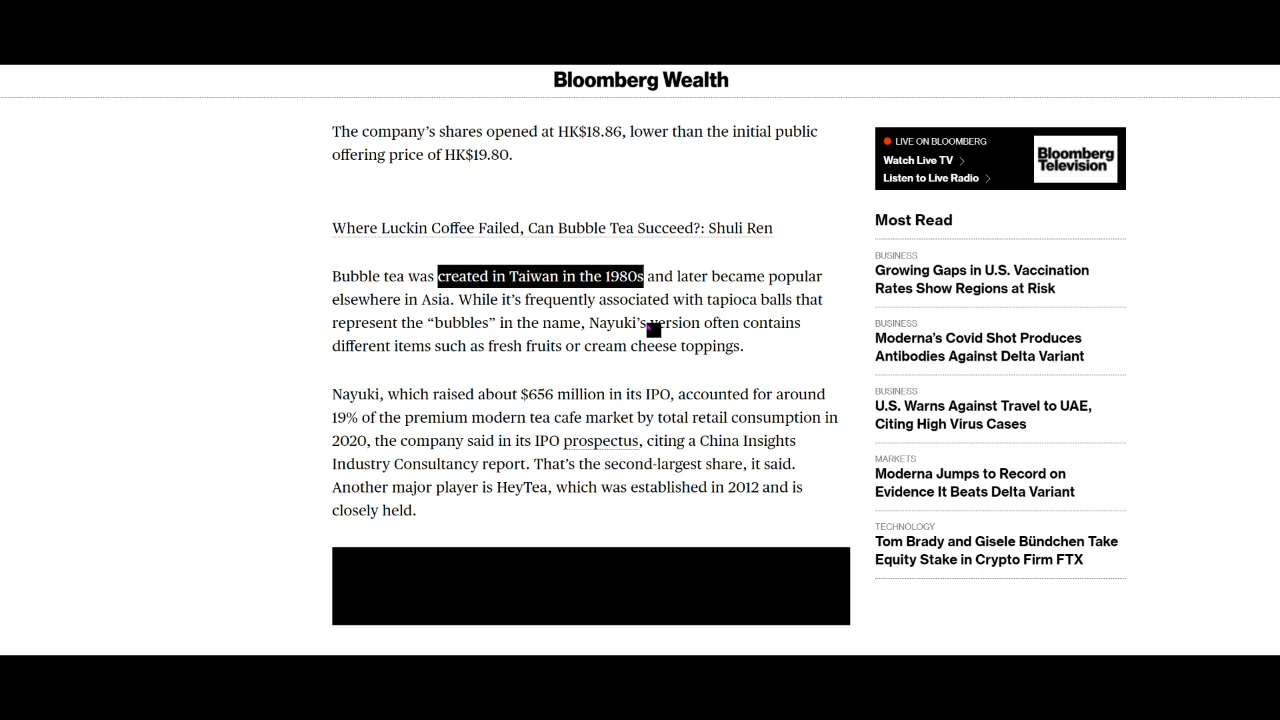 Bloomberg Wealth
The company’s shares opened at HK$18.86, lower than the initial public
offering price of HK$19.80.
Where Luckin Coffee Failed, Can Bubble Tea Succeed?: Shuli Ren
Bubble tea was created in Taiwan in the 1980s and later became popular
elsewhere in Asia. While it’s frequently associated with tapioca balls that
represent the “bubbles” in the name, Nayuki’s version often contains
different items such as fresh fruits or cream cheese toppings.
Nayuki, which raised about $656 million in its IPO, accounted for around
19% of the premium modern tea cafe market by total retail consumption in
2020, the company said in its IPO prospectus, citing a China Insights
Industry Consultancy report. That’s the second-largest share, it said.
Another major player is HeyTea, which was established in 2012 and is
closely held.
LIVE ON BLOOMBERG
Watch Live TV
Listen to Live Radio
Bloomberg
Television
Most Read
BUSINESS
Growing Gaps in U.S. Vaccination
Rates Show Regions at Risk
BUSINESS
Moderna’s Covid Shot Produces
Antibodies Against Delta Variant
BUSINESS
U.S. Warns Against Travel to UAE,
Citing High Virus Cases
MARKETS
Moderna Jumps to Record on
Evidence It Beats Delta Variant
TECHNOLOGY
Tom Brady and Gisele Bündchen Take
Equity Stake in Crypto Firm FTX